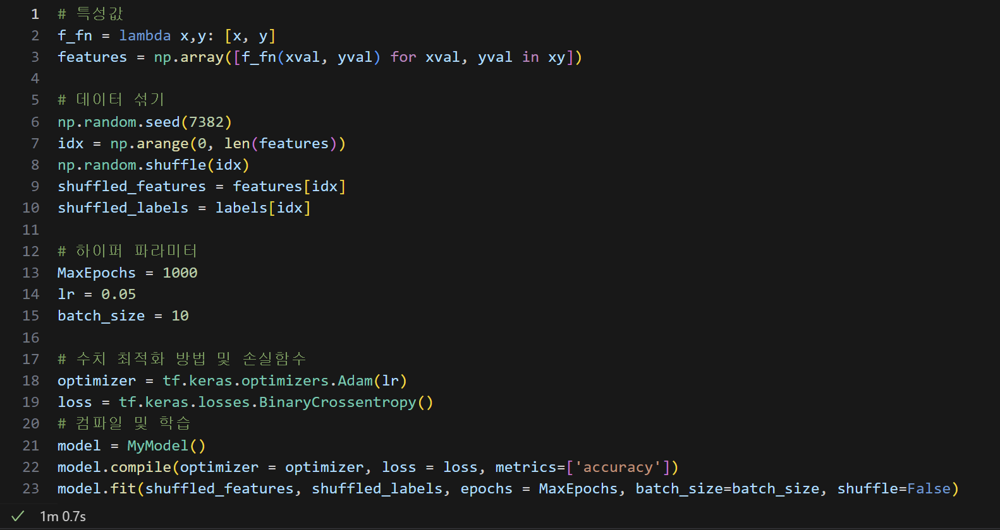 1 # 특성값
2 f_fn = lambda x,y: [x, y]
3 features = np.array([f_fn(xval, yval) for xval, yval in xy])
4
5 # 데이터 섞기
6 np.random.seed(7382)
7 idx = np.arange(0, len(features))
8 np.random.shuffle(idx)
9 shuffled_features = features[idx]
10 shuffled_labels = labels[idx]
11
12 # 하이퍼 파라미터
13 MaxEpochs = 1000
14 lr = 0.05
15 batch_size = 10
16
17 # 수치 최적화 방법 및 손실함수
18 optimizer = tf.keras.optimizers.Adam(lr)
19 loss = tf.keras.losses.BinaryCrossentropy()
20 # 컴파일 및 학습
21 model = MyModel()
22 model.compile(optimizer = optimizer, loss = loss, metrics=['accuracy'])
23 model.fit(shuffled_features, shuffled_labels, epochs = MaxEpochs, batch_size=batch_size, shuffle=False)
✓ 1m 0.7s